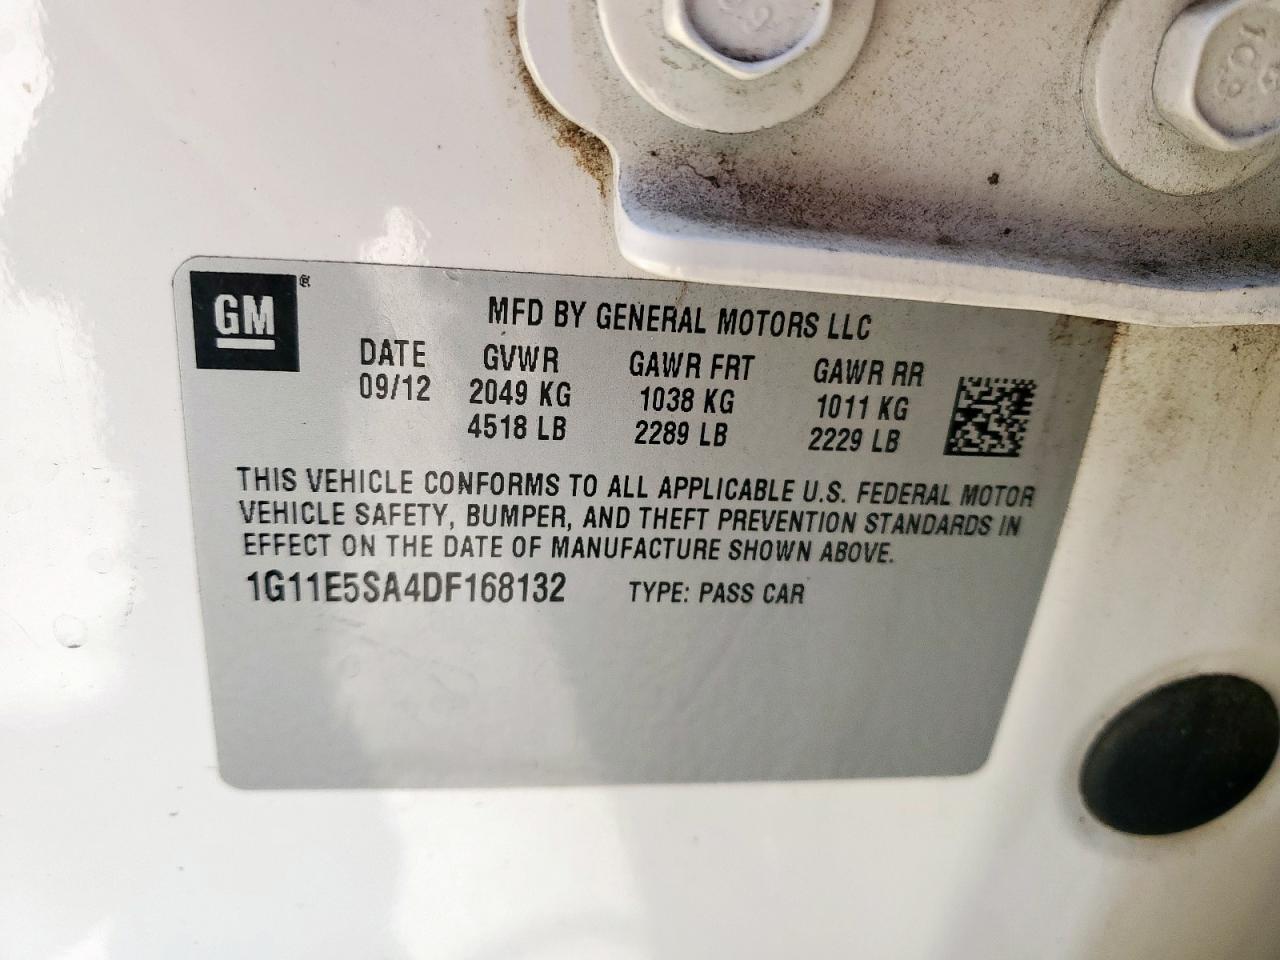 GM ®
MFD BY GENERAL MOTORS LLC
DATE GVWR GAWR FRT GAWR RR
09/12 2049 KG 1038 KG 1011 KG
4518 LB 2289 LB 2229 LB
THIS VEHICLE CONFORMS TO ALL APPLICABLE U.S. FEDERAL MOTOR
VEHICLE SAFETY, BUMPER, AND THEFT PREVENTION STANDARDS IN
EFFECT ON THE DATE OF MANUFACTURE SHOWN ABOVE.
1G11E5SA4DF168132 TYPE: PASS CAR